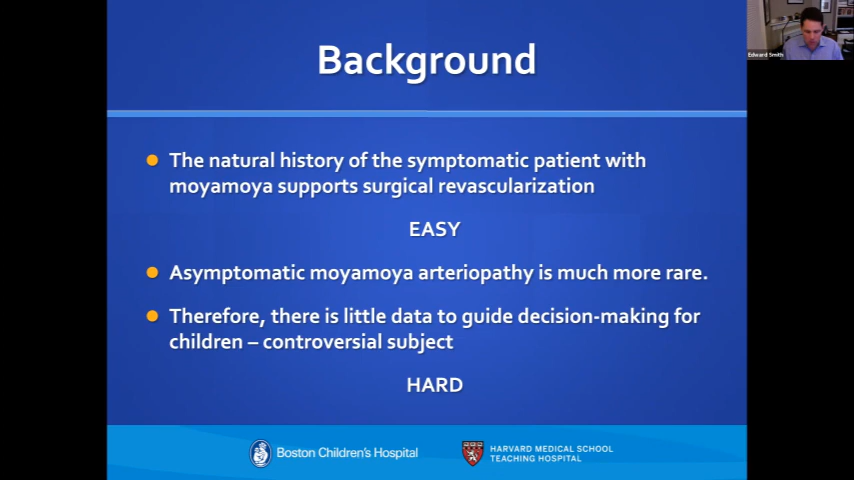 Background
Edward Smith
The natural history of the symptomatic patient with
moyamoya supports surgical revascularization
EASY
Asymptomatic moyamoya arteriopathy is much more rare.
Therefore, there is little data to guide decision-making for
children – controversial subject
HARD
Boston Children's Hospital
HARVARD MEDICAL SCHOOL
TEACHING HOSPITAL